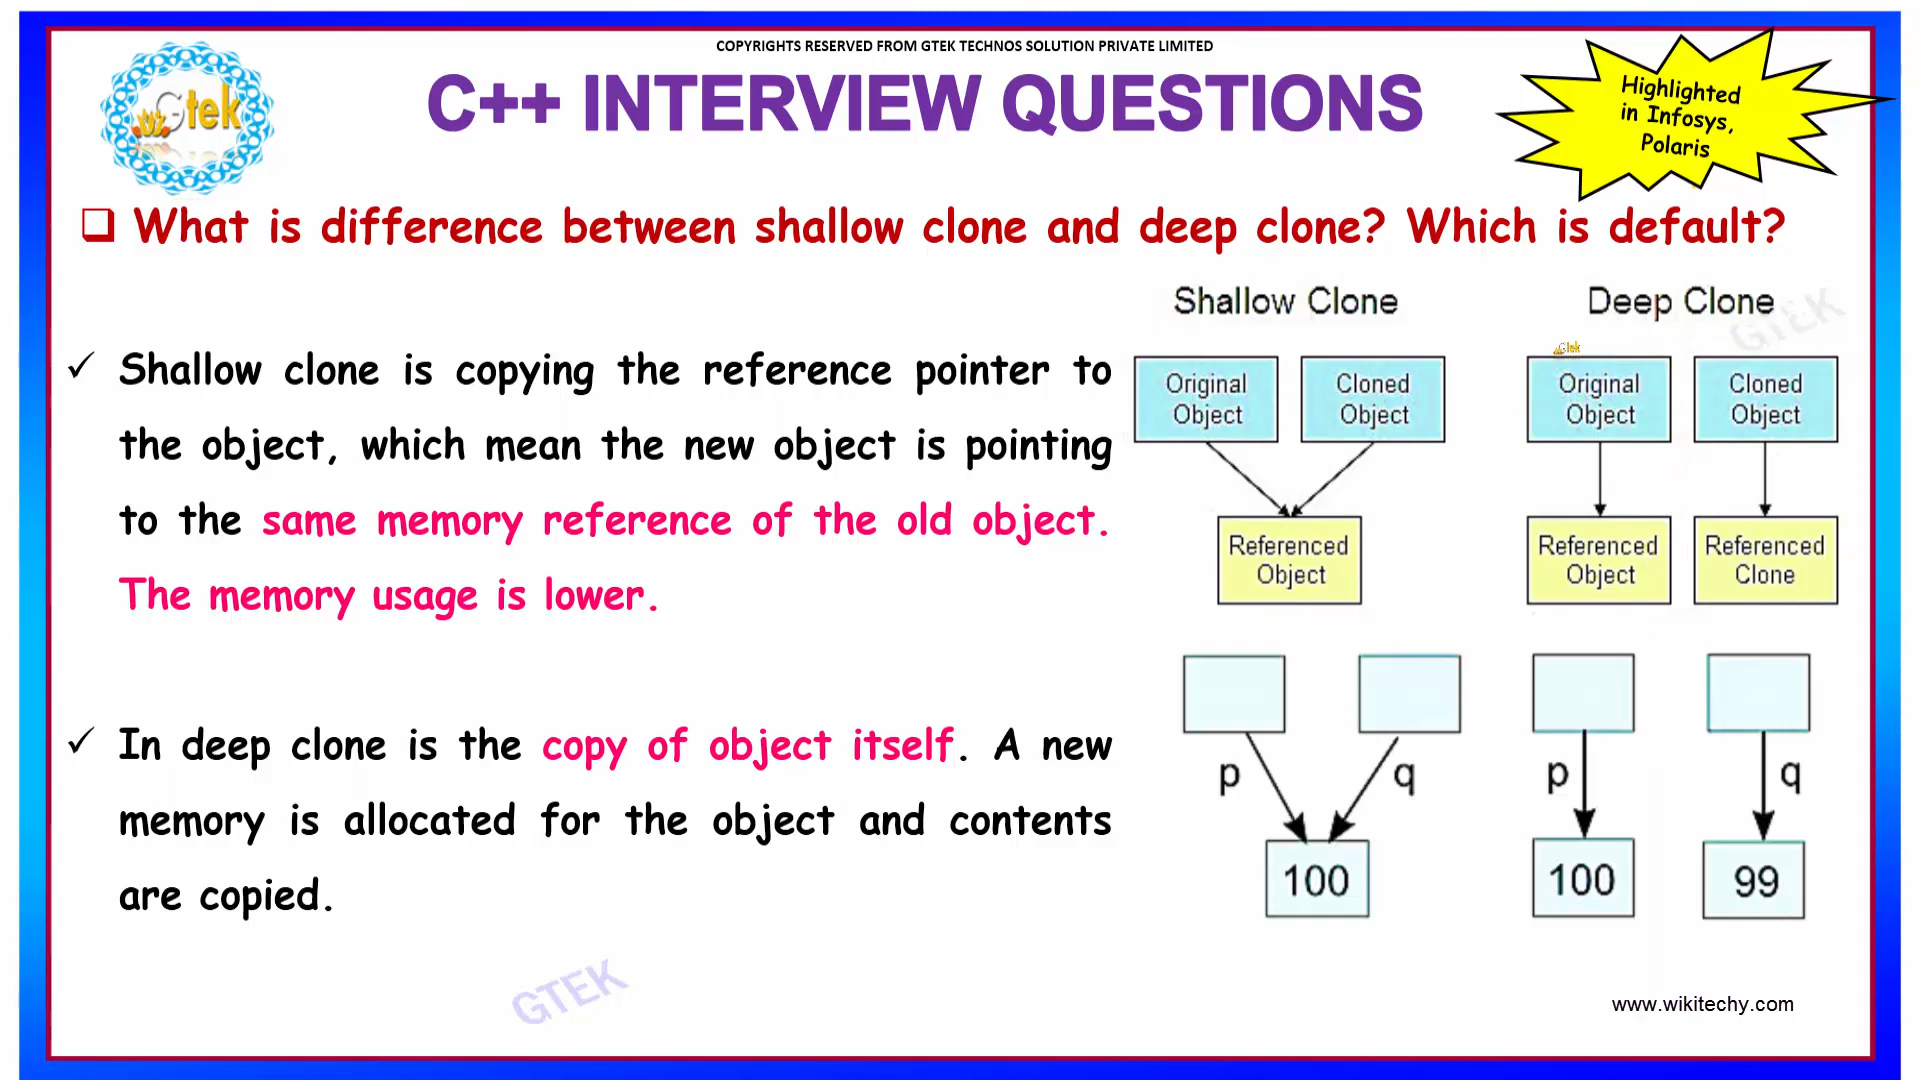 COPYRIGHTS RESERVED FROM GTEK TECHNOS SOLUTION PRIVATE LIMITED
Gtek
C++ INTERVIEW QUESTIONS
Highlighted
in Infosys,
Polaris
What is difference between shallow clone and deep clone? Which is default?
Shallow clone is copying the reference pointer to
the object, which mean the new object is pointing
to the same memory reference of the old object.
The memory usage is lower.
In deep clone is the copy of object itself. A new
memory is allocated for the object and contents
are copied.
Shallow Clone
Original
Object
Cloned
Object
Referenced
Object
p
q
100
Deep Clone
GTEK
Gtek
Original
Object
Cloned
Object
Referenced
Object
Referenced
Clone
p
q
100
99
GTEK
www.wikitechy.com